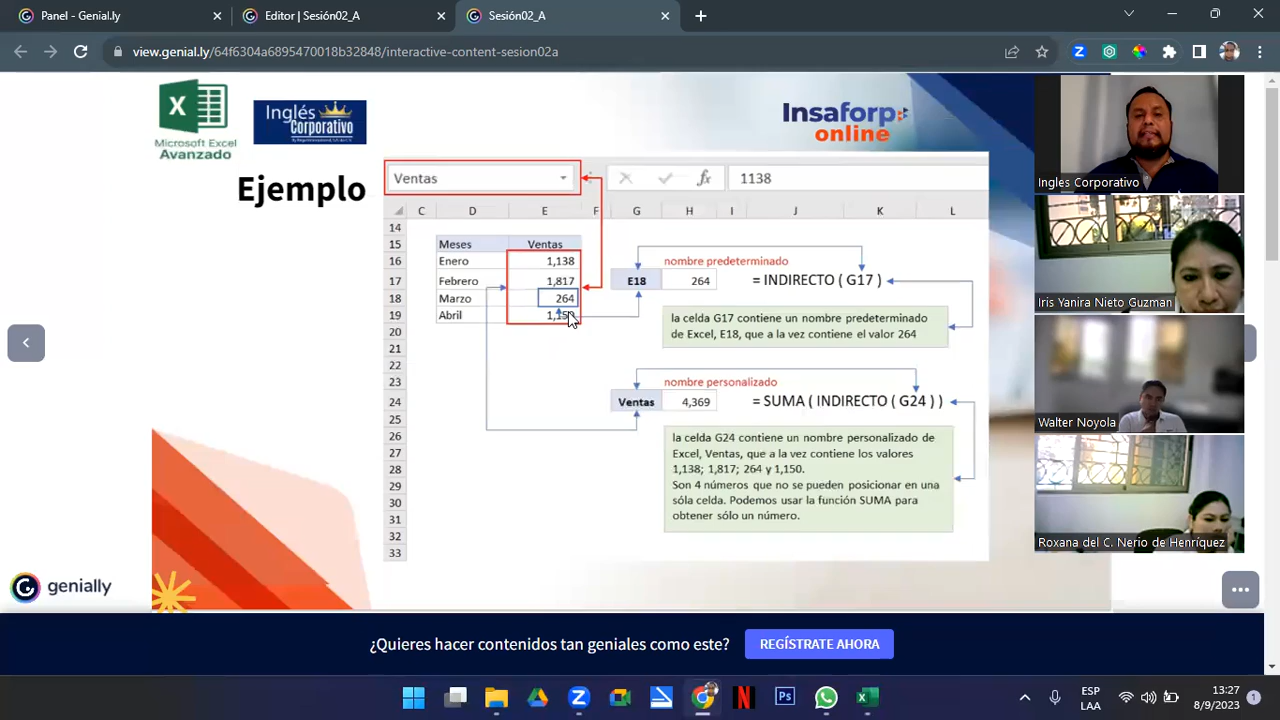 Panel - Genial.ly
Editor | Sesión02_A
Sesión02_A
view.genial.ly/64f6304a6895470018b32848/interactive-content-sesion02a
Microsoft Excel
Avanzado
Inglés
Corporativo
Insaforp
online
Ejemplo
Ventas
fx
1138
C D E F G H I J K L
14
15 Meses Ventas
16 Enero 1,138
17 Febrero 1,817
18 Marzo 264
19 Abril
20
21
22
23
24
25
26
27
28
29
30
31
32
33
nombre predeterminado
E18 264 = INDIRECTO ( G17 )
la celda G17 contiene un nombre predeterminado
de Excel, E18, que a la vez contiene el valor 264
nombre personalizado
Ventas 4,369 = SUMA ( INDIRECTO ( G24 ) )
la celda G24 contiene un nombre personalizado de
Excel, Ventas, que a la vez contiene los valores
1,138; 1,817; 264 y 1,150.
Son 4 números que no se pueden posicionar en una
sóla celda. Podemos usar la función SUMA para
obtener sólo un número.
Ingles Corporativo
Iris Yanira Nieto Guzman
Walter Noyola
Roxana del C. Nerio de Henríquez
genially
¿Quieres hacer contenidos tan geniales como este?
REGÍSTRATE AHORA
ESP
LAA
13:27
8/9/2023